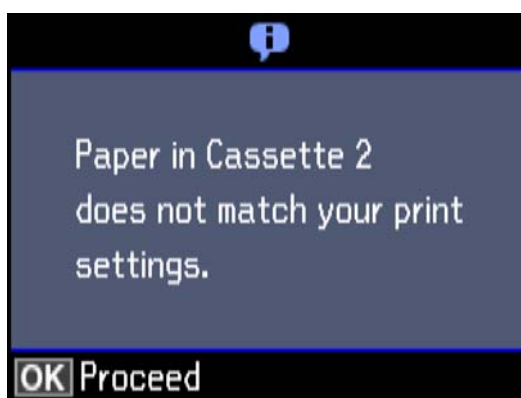 Paper in Cassette 2
does not match your print
settings.
OK Proceed